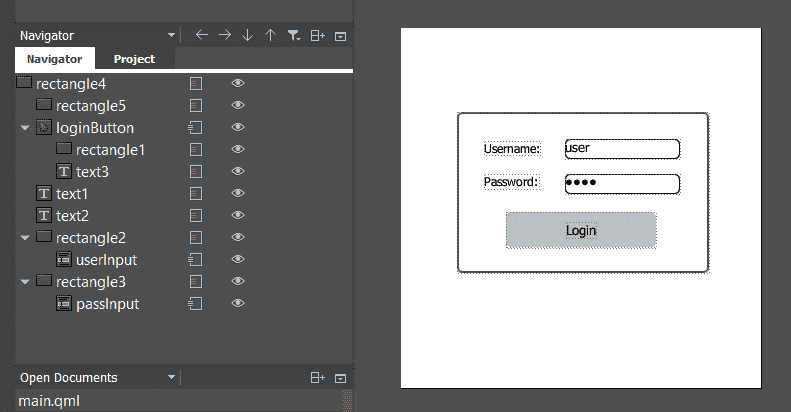 Navigator
Navigator Project
rectangle4
rectangle5
loginButton
rectangle1
T text3
T text1
T text2
rectangle2
userInput
rectangle3
passInput
Open Documents
main.qml
Username: user
Password: ••••
Login